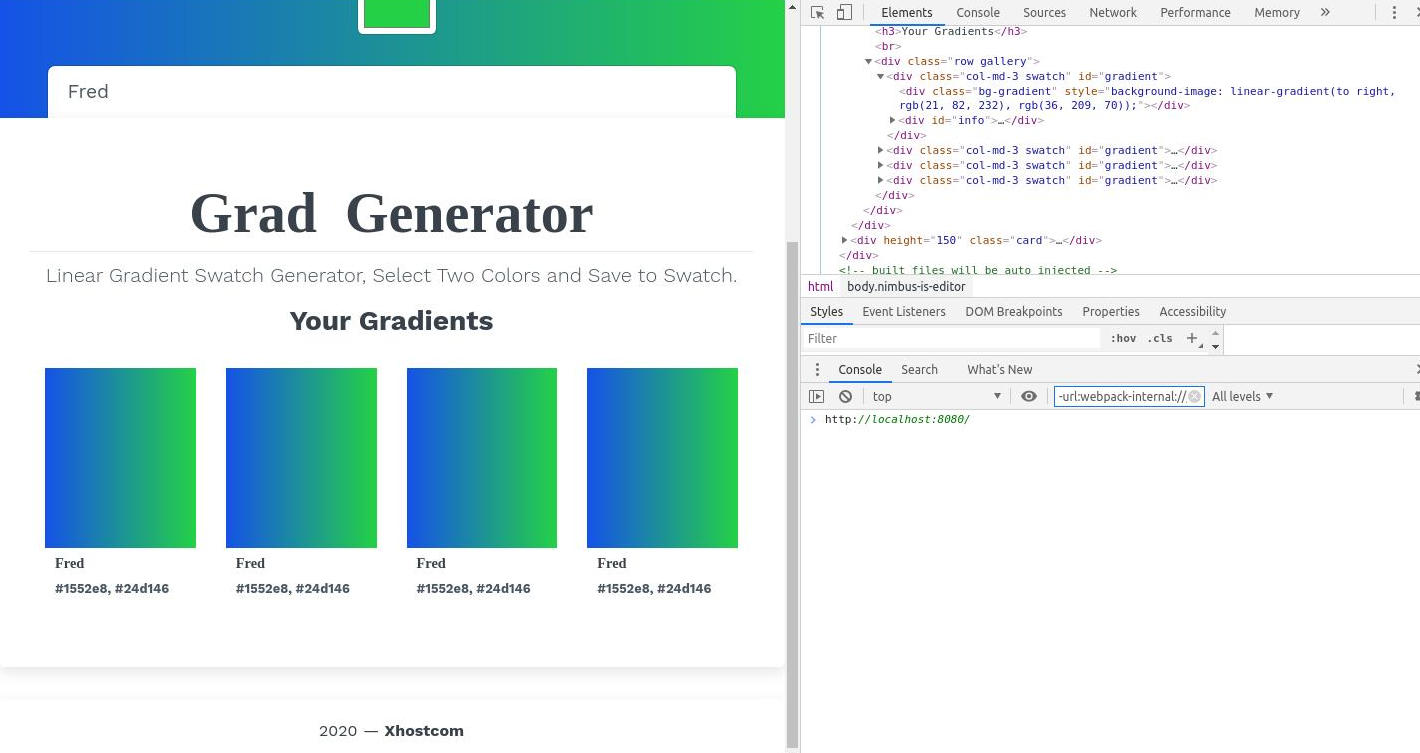 Fred
Grad Generator
Linear Gradient Swatch Generator, Select Two Colors and Save to Swatch.
Your Gradients
Fred
#1552e8, #24d146
Fred
#1552e8, #24d146
Fred
#1552e8, #24d146
Fred
#1552e8, #24d146
2020 — Xhostcom
Elements Console Sources Network Performance Memory »
<h3>Your Gradients</h3>
<br>
<div class="row gallery">
<div class="col-md-3 swatch" id="gradient">
<div class="bg-gradient" style="background-image: linear-gradient(to right,
rgb(21, 82, 232), rgb(36, 209, 70));"></div>
<div id="info">…</div>
</div>
<div class="col-md-3 swatch" id="gradient">…</div>
<div class="col-md-3 swatch" id="gradient">…</div>
<div class="col-md-3 swatch" id="gradient">…</div>
</div>
</div>
</div>
<div height="150" class="card">…</div>
</div>
<!-- built files will be auto injected -->
html body.nimbus-is-editor
Styles Event Listeners DOM Breakpoints Properties Accessibility
Filter :hov .cls +
Console Search What's New
top -url:webpack-internal:// All levels
> http://localhost:8080/